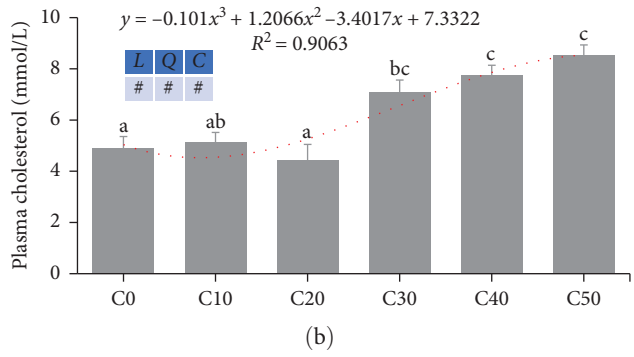 y = –0.101x³ + 1.2066x² –3.4017x + 7.3322
R² = 0.9063
L Q C
# # #
Plasma cholesterol (mmol/L)
10
8
6
4
2
0
a ab a bc c c
C0 C10 C20 C30 C40 C50
(b)